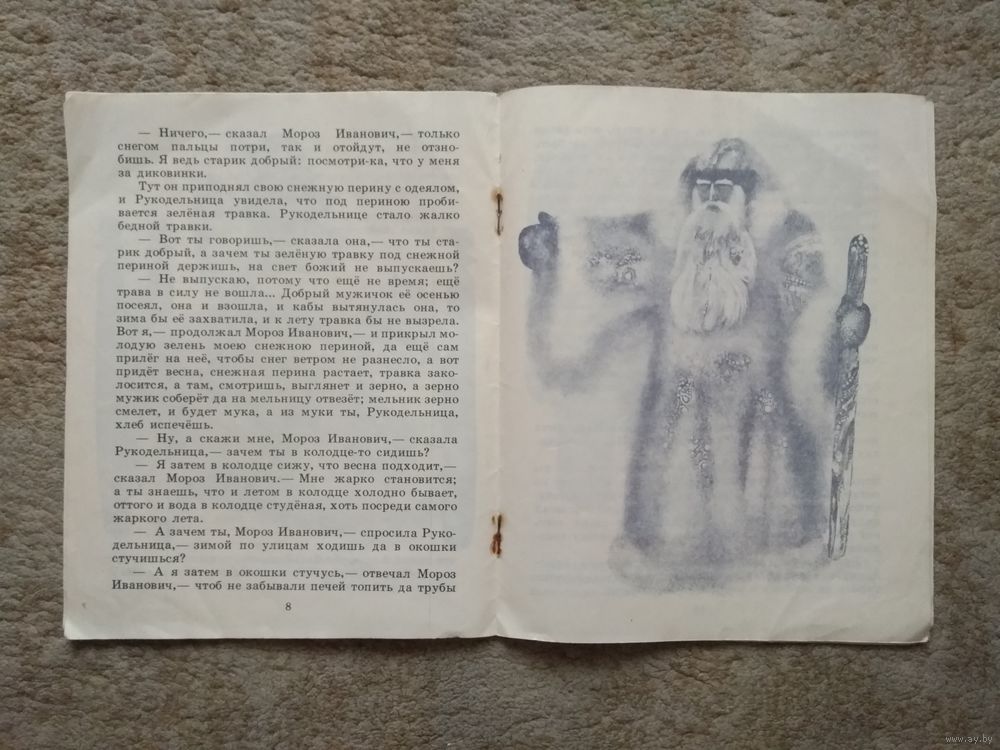 — Ничего,— сказал Мороз Иванович,— только
снегом пальцы потри, так и отойдут, не отзно-
бишь. Я ведь старик добрый: посмотри-ка, что у меня
за диковинки.
Тут он приподнял свою снежную перину с одеялом,
и Рукодельница увидела, что под периною проби-
вается зелёная травка. Рукодельнице стало жалко
бедной травки.
— Вот ты говоришь,— сказала она,— что ты ста-
рик добрый, а зачем ты зелёную травку под снежной
периной держишь, на свет божий не выпускаешь?
— Не выпускаю, потому что ещё не время; ещё
трава в силу не вошла... Добрый мужичок её осенью
посеял, она и взошла, и кабы вытянулась она, то
зима бы её захватила, и к лету травка бы не вызрела.
Вот я,— продолжал Мороз Иванович,— и прикрыл мо-
лодую зелень моею снежною периной, да ещё сам
прилёг на неё, чтобы снег ветром не разнесло, а вот
придёт весна, снежная перина растает, травка зако-
лосится, а там, смотришь, выглянет и зерно, а зерно
мужик соберёт да на мельницу отвезёт; мельник зерно
смелет, и будет мука, а из муки ты, Рукодельница,
хлеб испечёшь.
— Ну, а скажи мне, Мороз Иванович,— сказала
Рукодельница,— зачем ты в колодце-то сидишь?
— Я затем в колодце сижу, что весна подходит,—
сказал Мороз Иванович.— Мне жарко становится;
а ты знаешь, что и летом в колодце холодно бывает,
оттого и вода в колодце студёная, хоть посреди самого
жаркого лета.
— А зачем ты, Мороз Иванович,— спросила Руко-
дельница,— зимой по улицам ходишь да в окошки
стучишься?
— А я затем в окошки стучусь,— отвечал Мороз
Иванович,— чтоб не забывали печей топить да трубы
8
www.ay.by